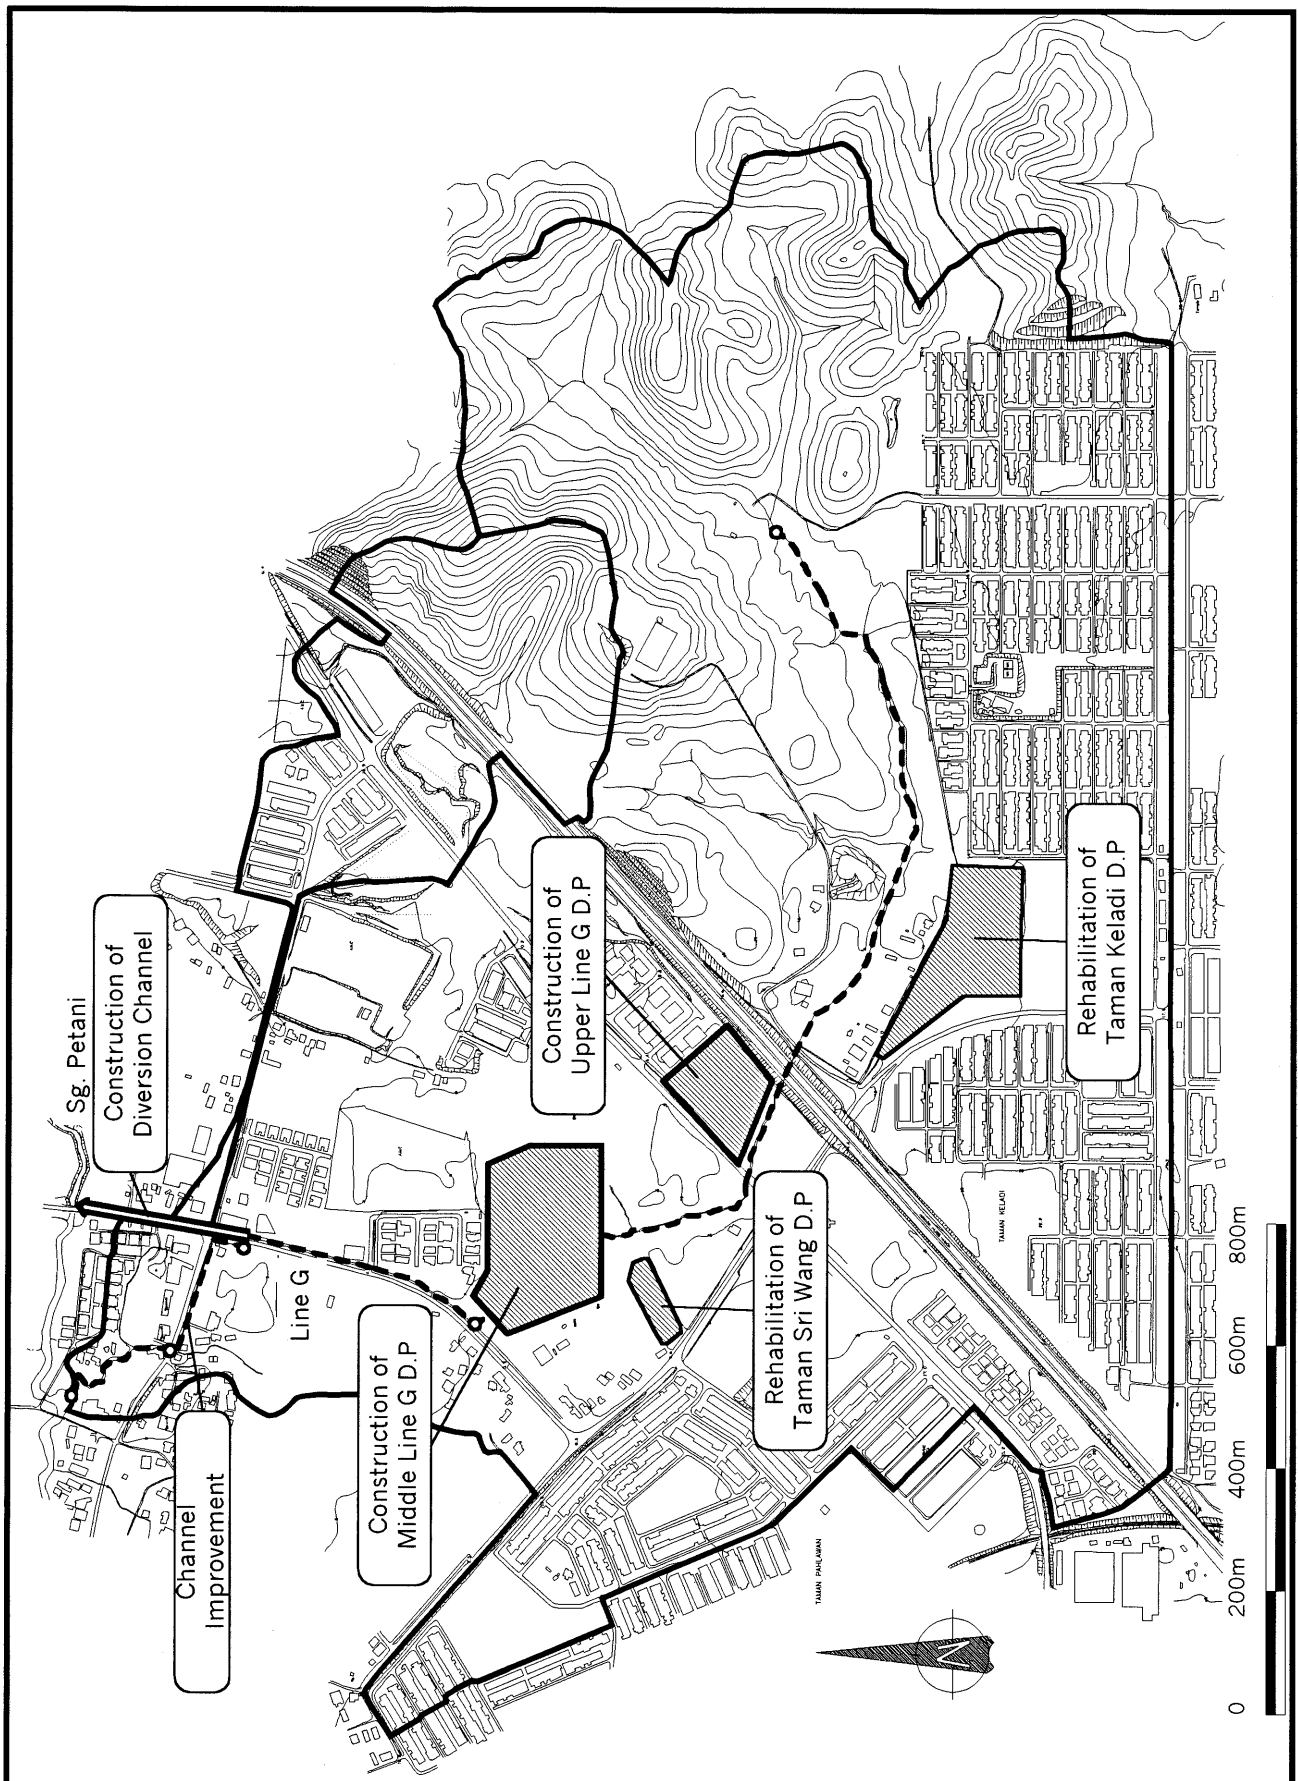 Sg. Petani
Construction of
Diversion Channel
Channel
Improvement
Line G
Construction of
Middle Line G D.P
Construction of
Upper Line G D.P
Rehabilitation of
Taman Sri Wang D.P
Rehabilitation of
Taman Keladi D.P
TAMAN KELADI
TAMAN PAHLAWAN
N
0
200m
400m
600m
800m